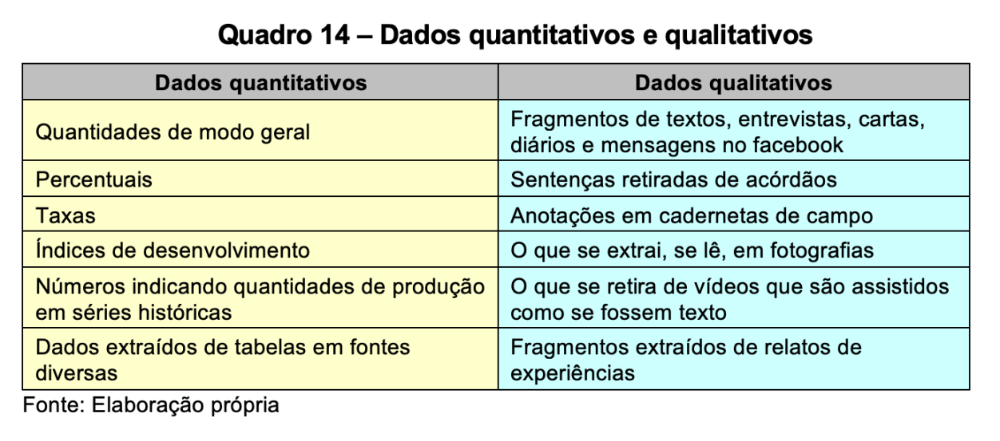 Quadro 14 – Dados quantitativos e qualitativos
Dados quantitativos
Dados qualitativos
Quantidades de modo geral
Fragmentos de textos, entrevistas, cartas,
diários e mensagens no facebook
Percentuais
Sentenças retiradas de acórdãos
Taxas
Anotações em cadernetas de campo
Índices de desenvolvimento
O que se extrai, se lê, em fotografias
Números indicando quantidades de produção
em séries históricas
O que se retira de vídeos que são assistidos
como se fossem texto
Dados extraídos de tabelas em fontes
diversas
Fragmentos extraídos de relatos de
experiências
Fonte: Elaboração própria